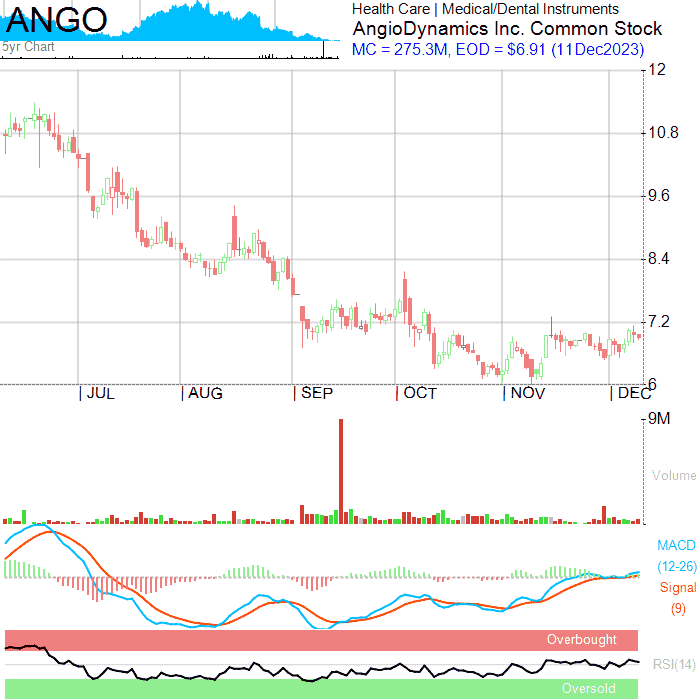 ANGO
5yr Chart
Health Care | Medical/Dental Instruments
AngioDynamics Inc. Common Stock
MC = 275.3M, EOD = $6.91 (11Dec2023)
12
10.8
9.6
8.4
7.2
6
JUL
AUG
SEP
OCT
NOV
DEC
9M
Volume
MACD
(12-26)
Signal
(9)
Overbought
RSI(14)
Oversold